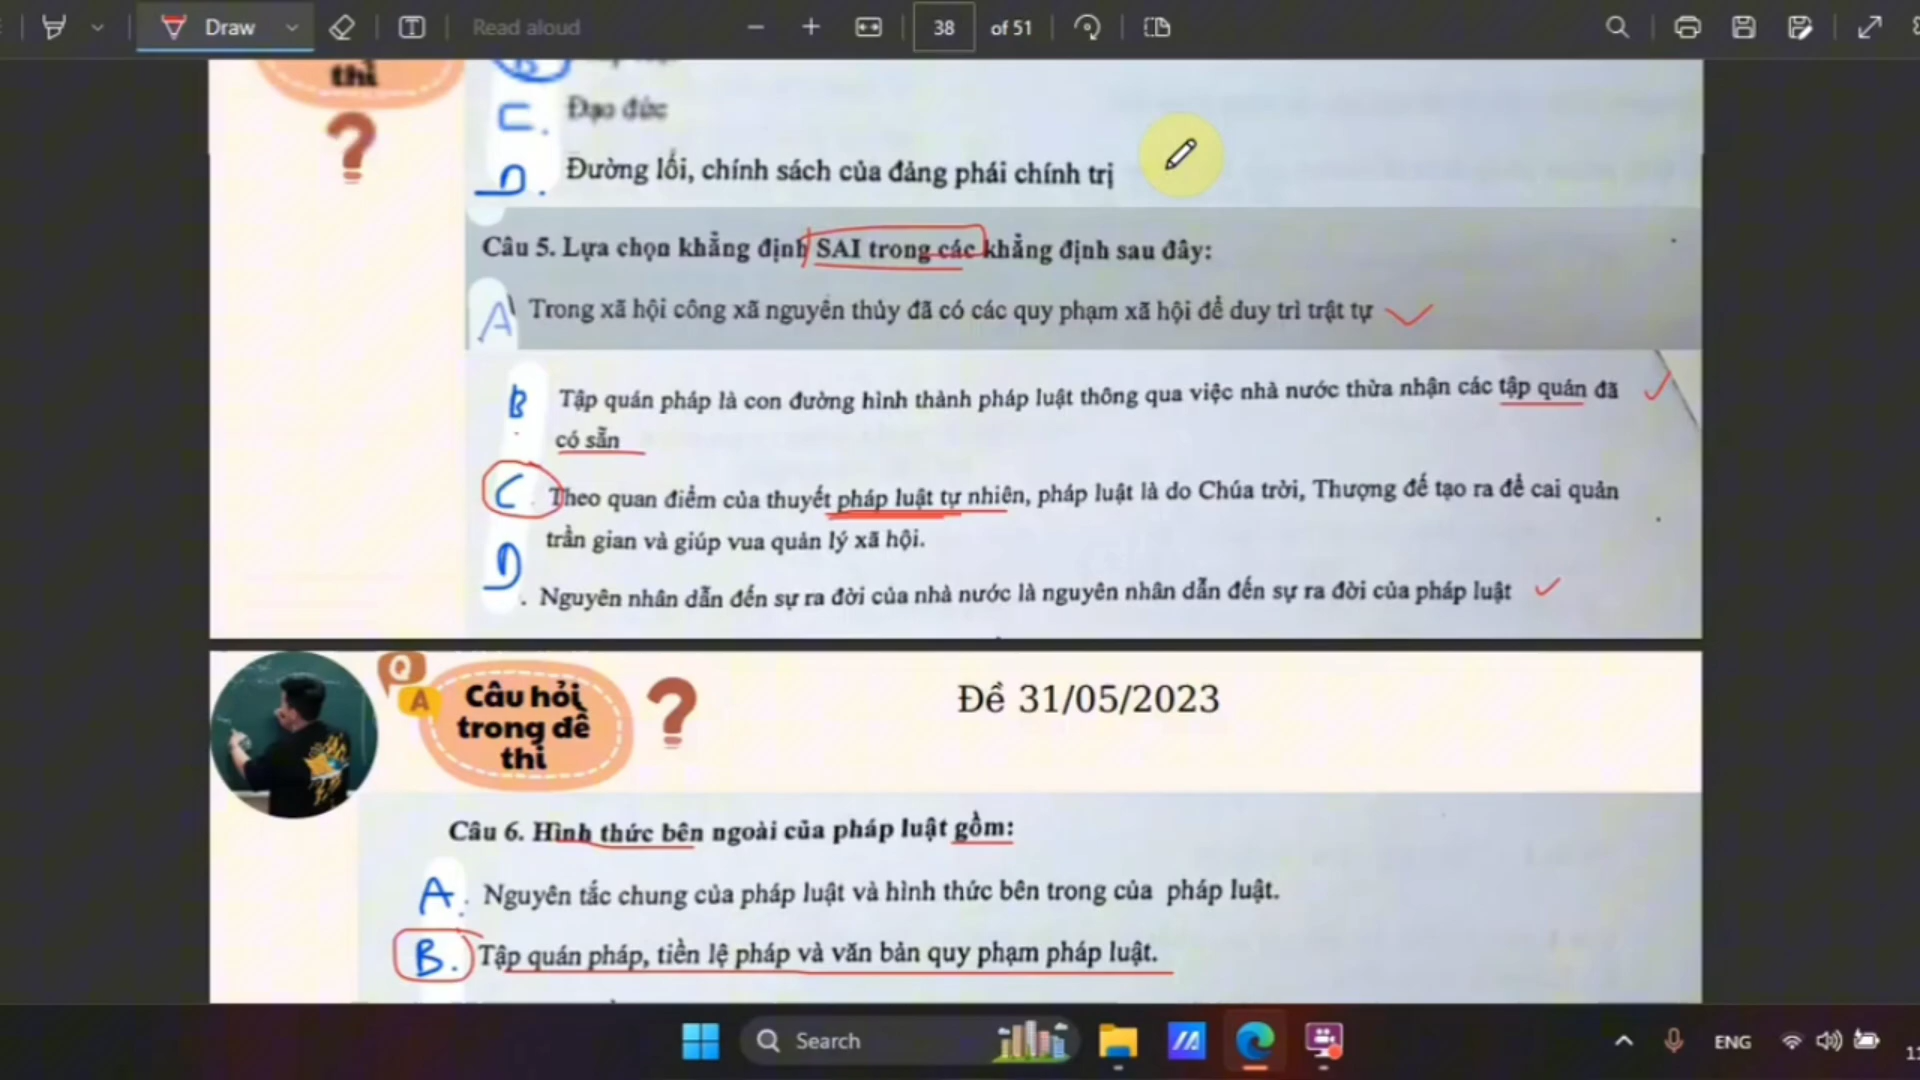 Draw
Read aloud
38 of 51
thi
C. Đạo đức
D. Đường lối, chính sách của đảng phái chính trị
Câu 5. Lựa chọn khẳng định SAI trong các khẳng định sau đây:
A Trong xã hội công xã nguyên thủy đã có các quy phạm xã hội để duy trì trật tự
B Tập quán pháp là con đường hình thành pháp luật thông qua việc nhà nước thừa nhận các tập quán đã
có sẵn
C. Theo quan điểm của thuyết pháp luật tự nhiên, pháp luật là do Chúa trời, Thượng đế tạo ra để cai quản
trần gian và giúp vua quản lý xã hội.
D. Nguyên nhân dẫn đến sự ra đời của nhà nước là nguyên nhân dẫn đến sự ra đời của pháp luật
Q
A
Câu hỏi
trong đề
thi
Đề 31/05/2023
Câu 6. Hình thức bên ngoài của pháp luật gồm:
A. Nguyên tắc chung của pháp luật và hình thức bên trong của pháp luật.
B. Tập quán pháp, tiền lệ pháp và văn bản quy phạm pháp luật.
Search
ENG